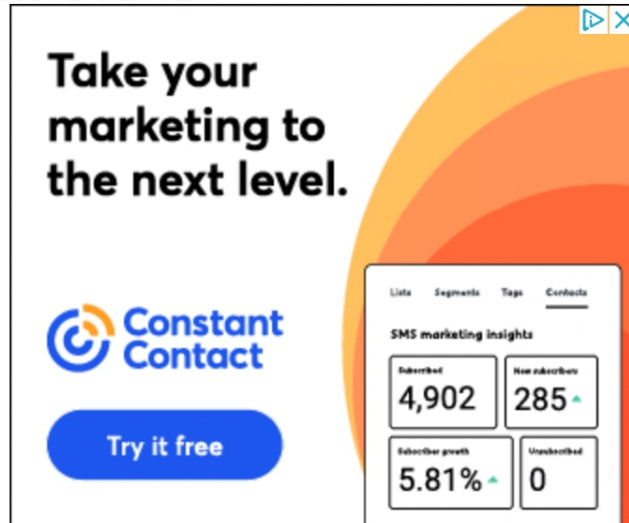 Take your
marketing to
the next level.
Constant
Contact
Try it free
Lists Segments Tags Contacts
SMS marketing insights
Subscribed
4,902
New subscribers
285
Subscriber growth
5.81%
Unsubscribed
0